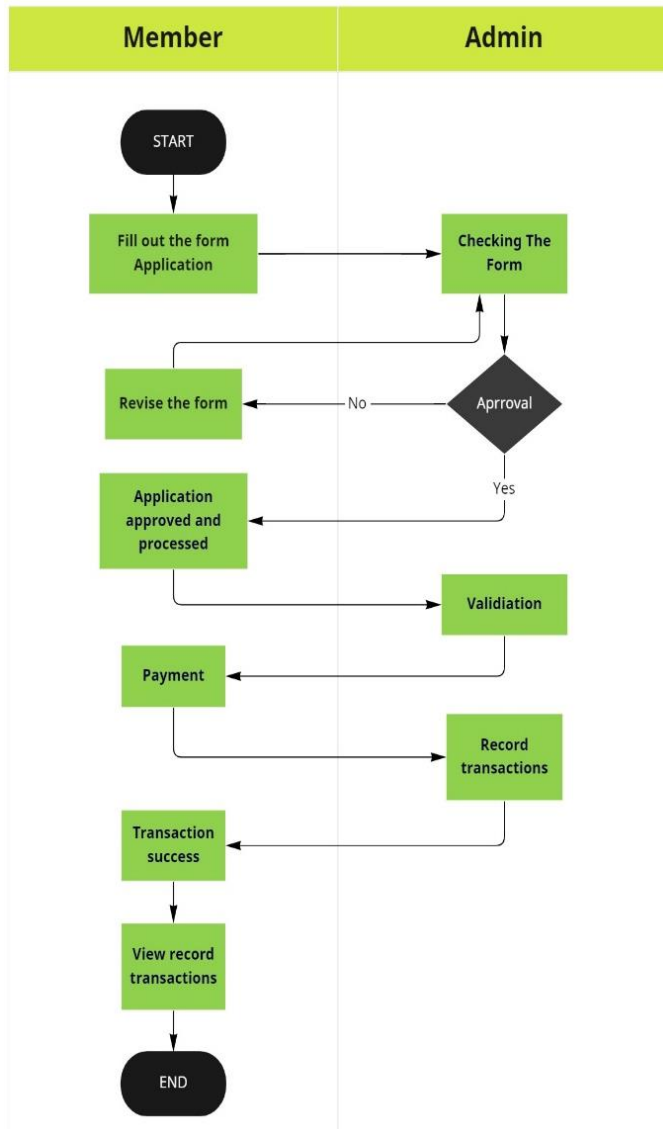 Member
Admin
START
Fill out the form
Application
Checking The
Form
Revise the form
No
Aprroval
Yes
Application
approved and
processed
Validiation
Payment
Record
transactions
Transaction
success
View record
transactions
END